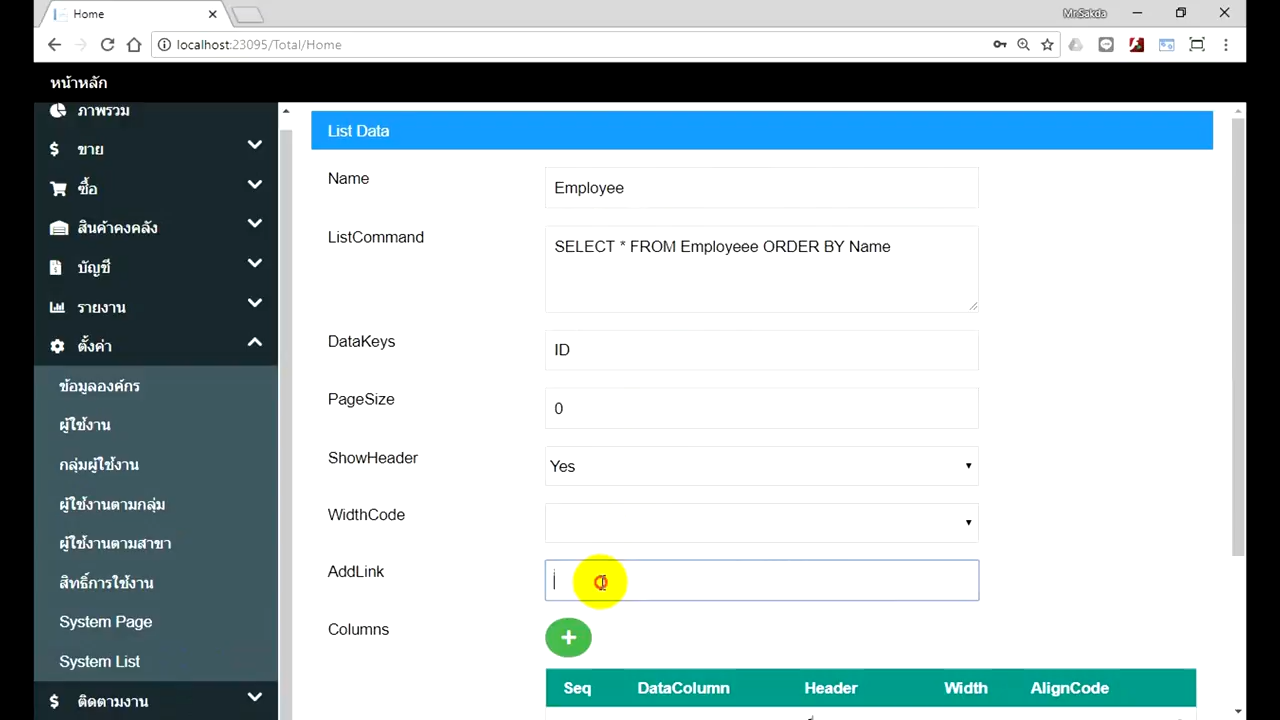 Home
MrSakda
localhost:23095/Total/Home
หน้าหลัก
ภาพรวม
ขาย
ซื้อ
สินค้าคงคลัง
บัญชี
รายงาน
ตั้งค่า
ข้อมูลองค์กร
ผู้ใช้งาน
กลุ่มผู้ใช้งาน
ผู้ใช้งานตามกลุ่ม
ผู้ใช้งานตามสาขา
สิทธิ์การใช้งาน
System Page
System List
ติดตามงาน
List Data
Name
Employee
ListCommand
SELECT * FROM Employeee ORDER BY Name
DataKeys
ID
PageSize
0
ShowHeader
Yes
WidthCode
AddLink
Columns
Seq DataColumn Header Width AlignCode